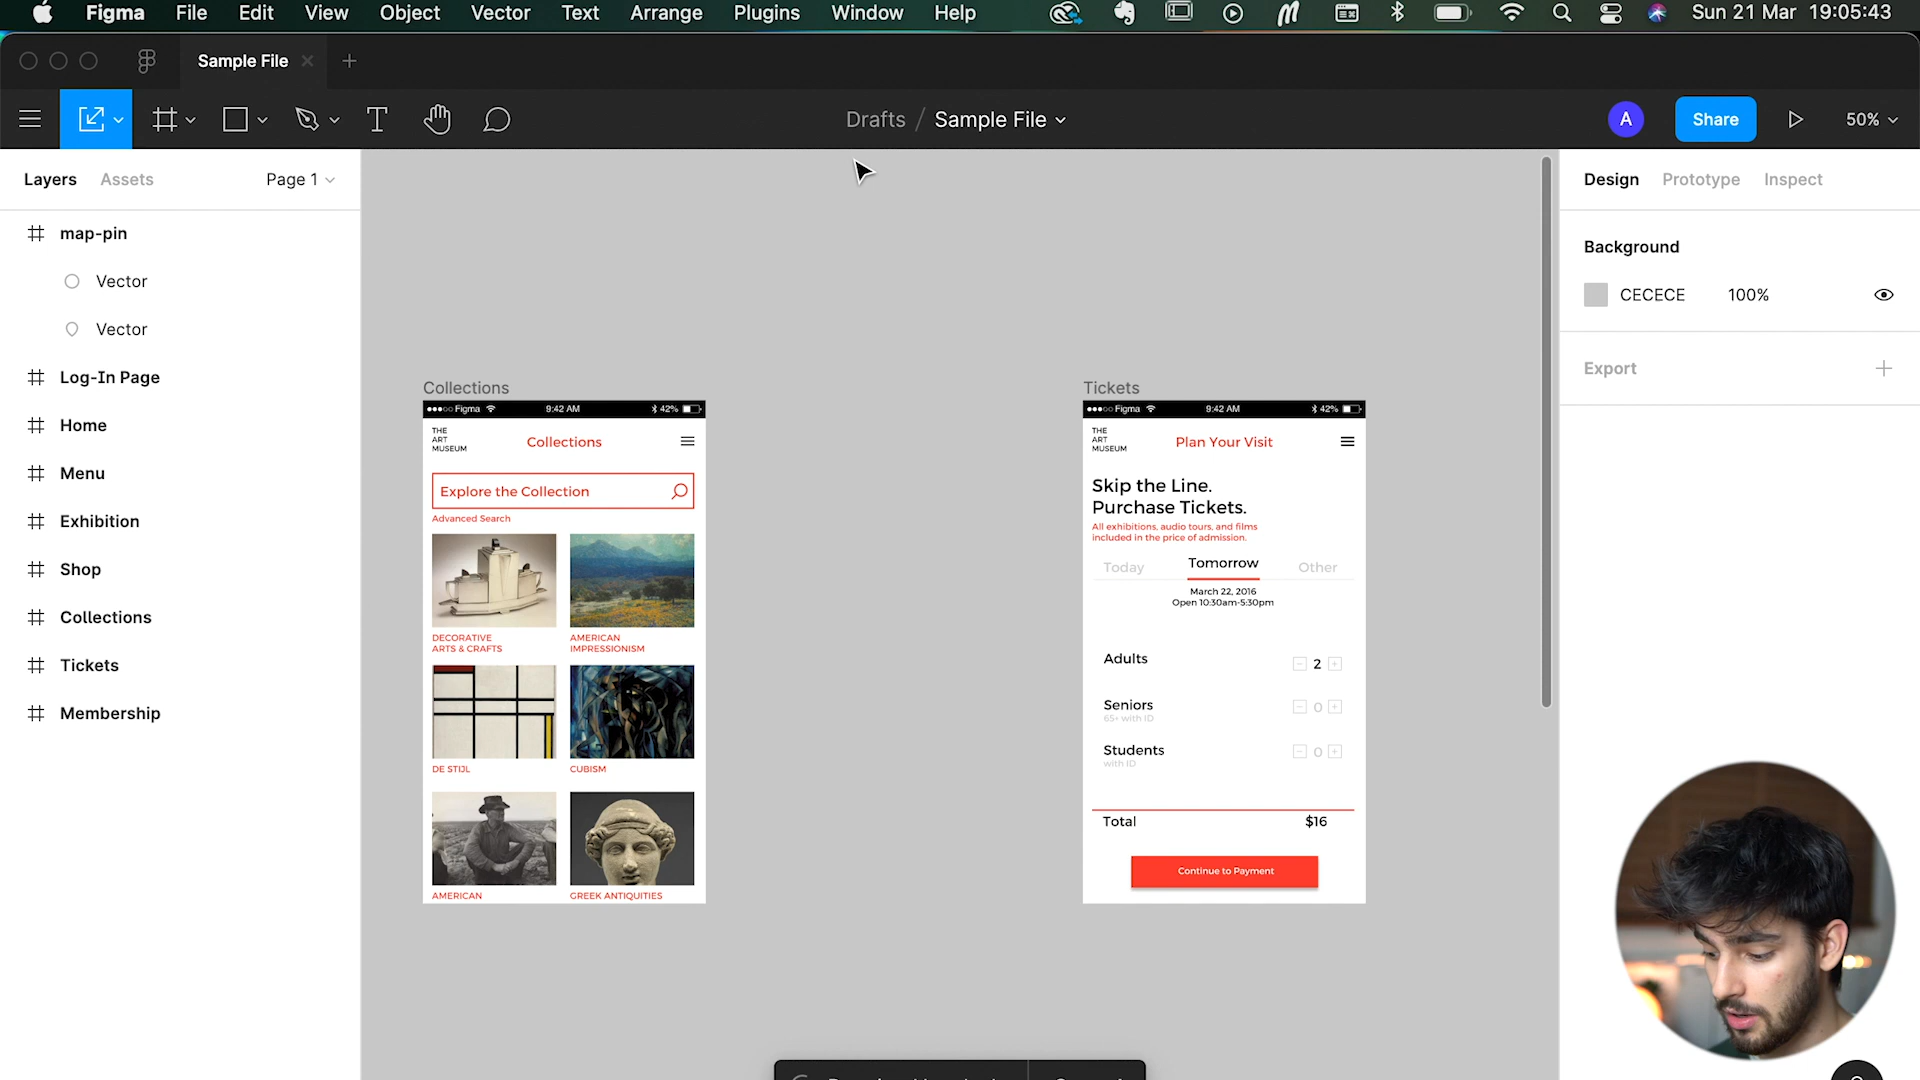 Figma File Edit View Object Vector Text Arrange Plugins Window Help Sun 21 Mar 19:05:43
Sample File
Drafts / Sample File A Share 50%
Layers Assets Page 1
map-pin
Vector
Vector
Log-In Page
Home
Menu
Exhibition
Shop
Collections
Tickets
Membership
Collections
Figma 9:42 AM 42%
THE
ART
MUSEUM
Collections
Explore the Collection
Advanced Search
DECORATIVE
ARTS & CRAFTS
AMERICAN
IMPRESSIONISM
DE STIJL
CUBISM
AMERICAN
GREEK ANTIQUITIES
Tickets
Figma 9:42 AM 42%
THE
ART
MUSEUM
Plan Your Visit
Skip the Line.
Purchase Tickets.
All exhibitions, audio tours, and films
included in the price of admission.
Today Tomorrow Other
March 22, 2016
Open 10:30am-5:30pm
Adults 2
Seniors 0
65+ with ID
Students 0
with ID
Total $16
Continue to Payment
Design Prototype Inspect
Background
CECECE 100%
Export